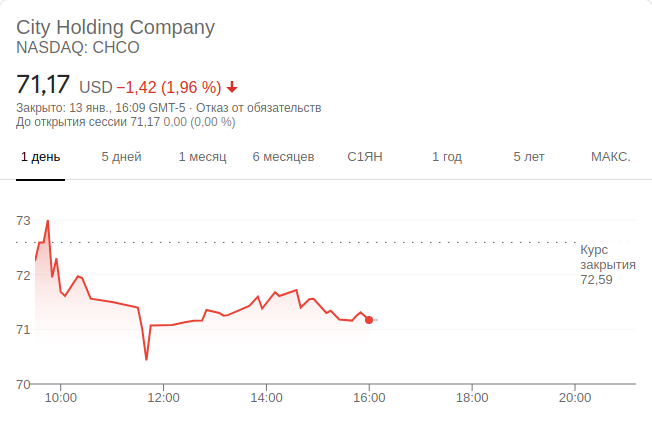 City Holding Company
NASDAQ: CHCO
71,17 USD −1,42 (1,96 %)
Закрыто: 13 янв., 16:09 GMT-5 · Отказ от обязательств
До открытия сессии 71,17 0,00 (0,00 %)
1 день 5 дней 1 месяц 6 месяцев С1ЯН 1 год 5 лет МАКС.
73
Курс
закрытия
72,59
72
71
70
10:00 12:00 14:00 16:00 18:00 20:00